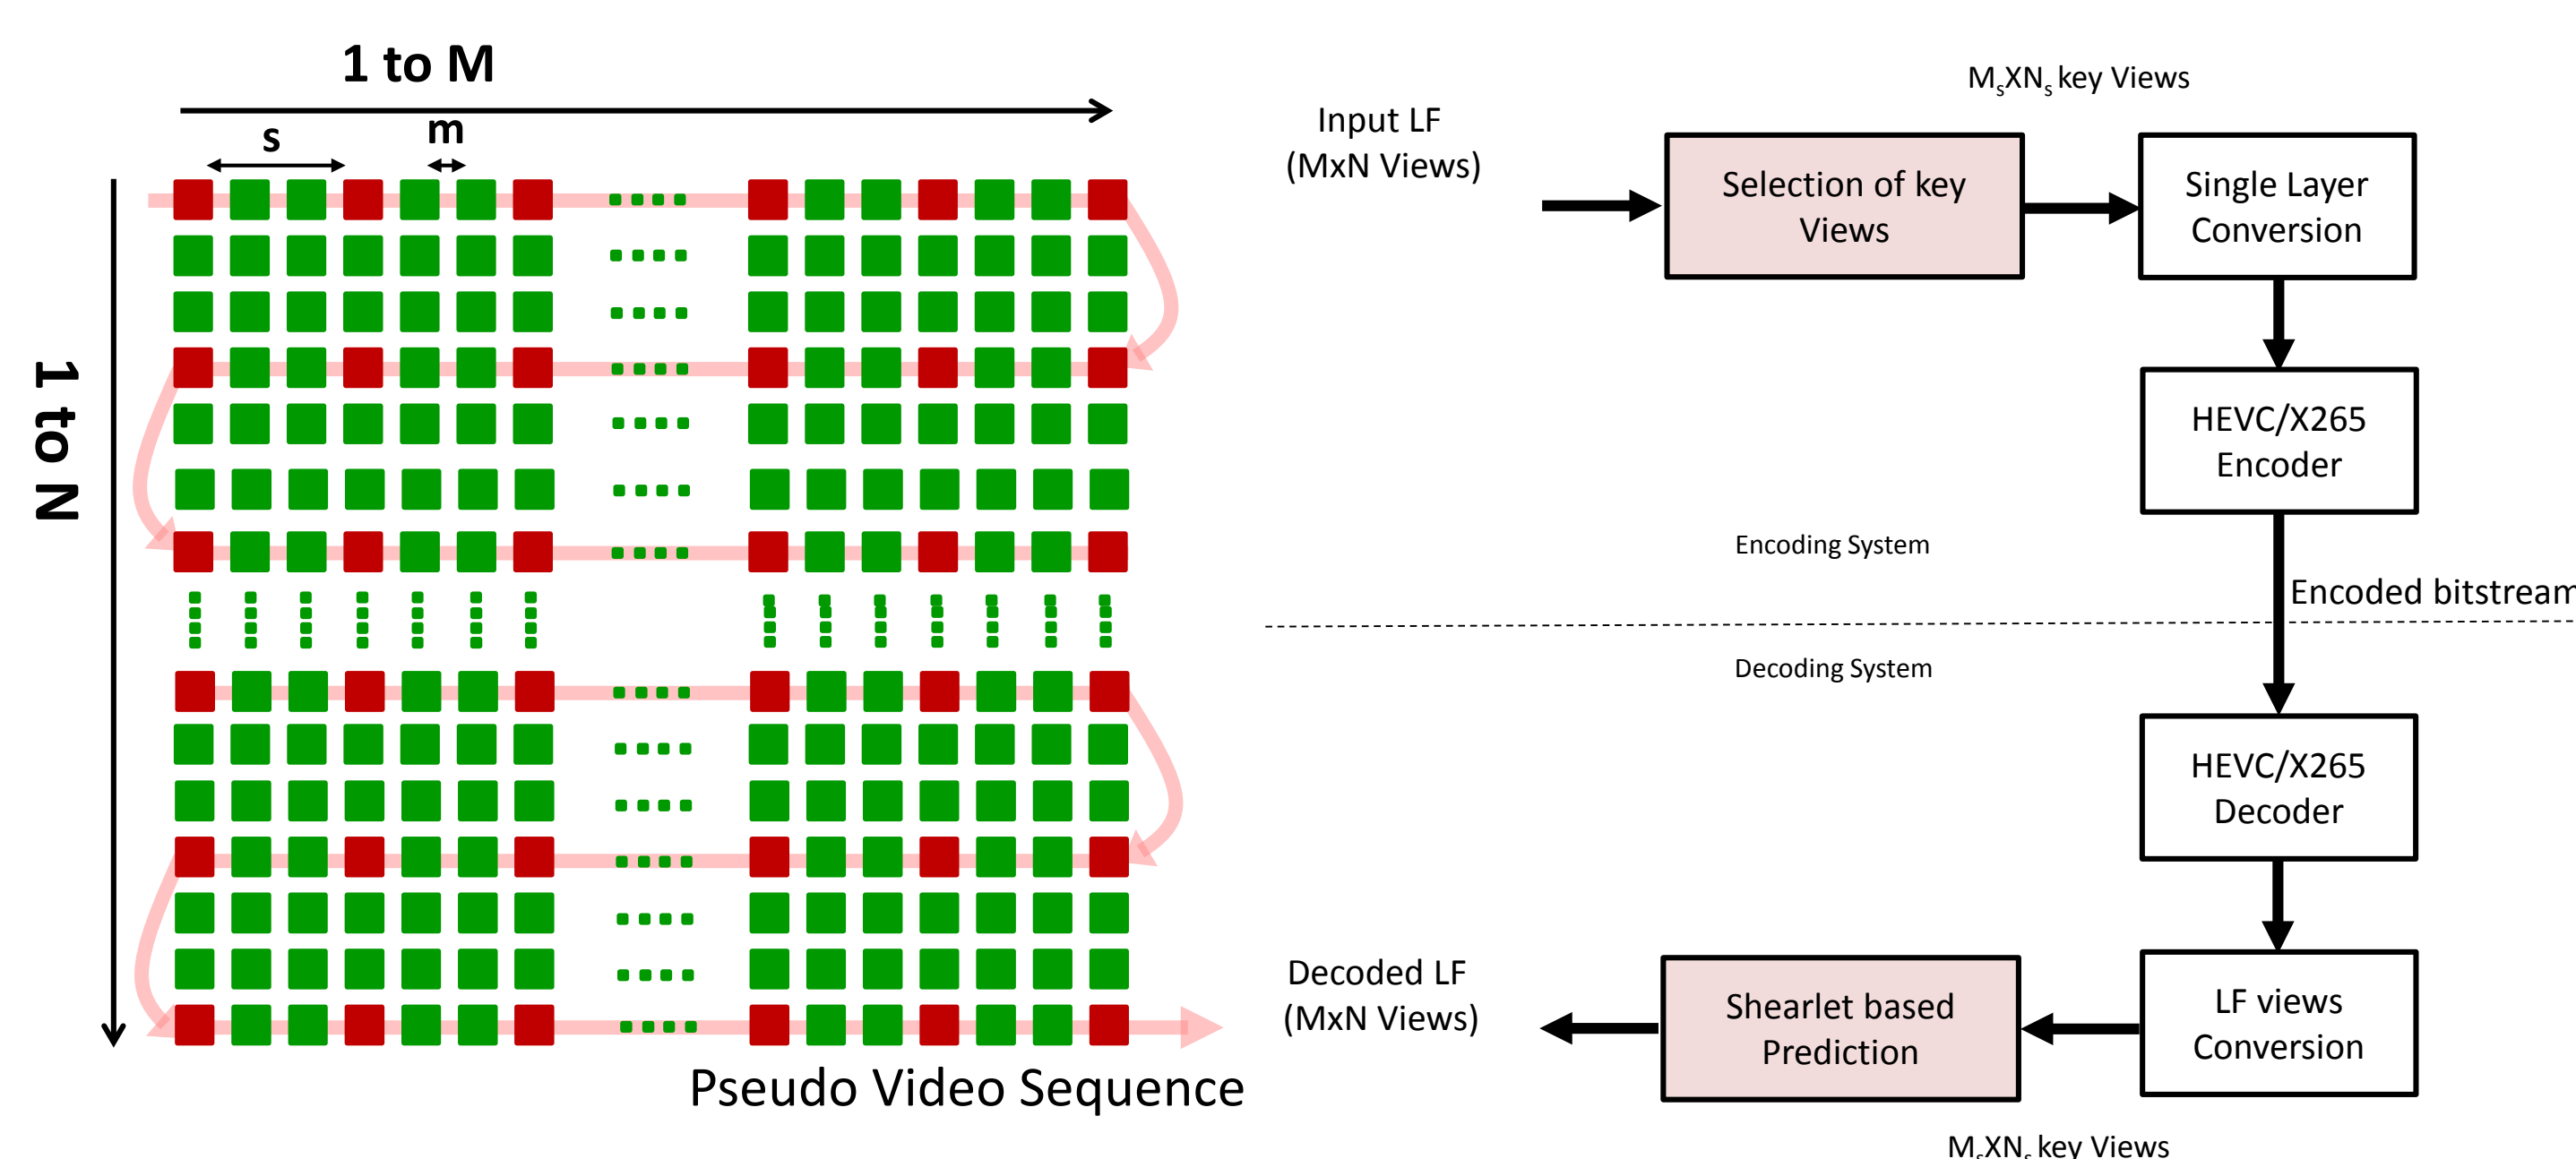 1 to M
s
m
1 to N
Pseudo Video Sequence
MsXNs key Views
Input LF
(MxN Views)
Selection of key
Views
Single Layer
Conversion
HEVC/X265
Encoder
Encoding System
Encoded bitstream
Decoding System
HEVC/X265
Decoder
Decoded LF
(MxN Views)
Shearlet based
Prediction
LF views
Conversion
MsXNs key Views